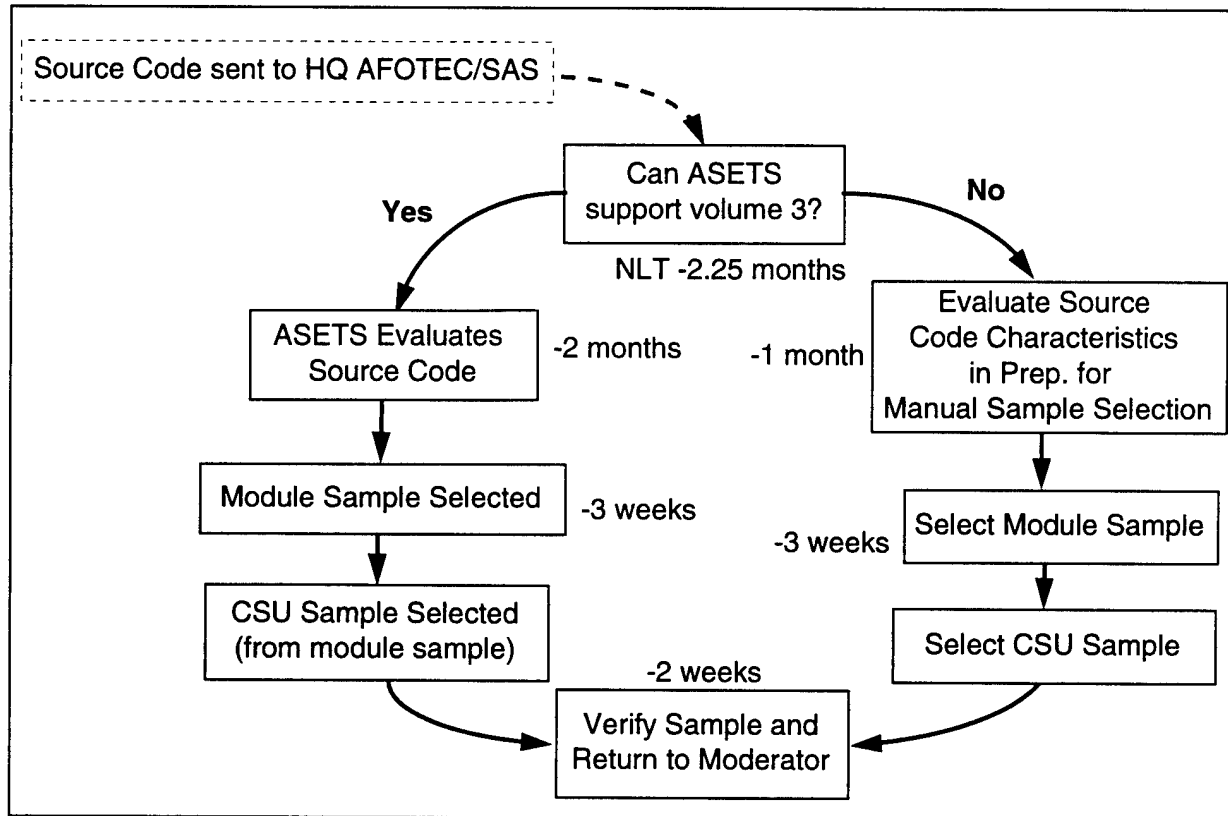 Source Code sent to HQ AFOTEC/SAS
Can ASETS
support volume 3?
Yes
No
NLT -2.25 months
ASETS Evaluates
Source Code
-2 months
-1 month
Evaluate Source
Code Characteristics
in Prep. for
Manual Sample Selection
Module Sample Selected
-3 weeks
-3 weeks
Select Module Sample
CSU Sample Selected
(from module sample)
Select CSU Sample
-2 weeks
Verify Sample and
Return to Moderator